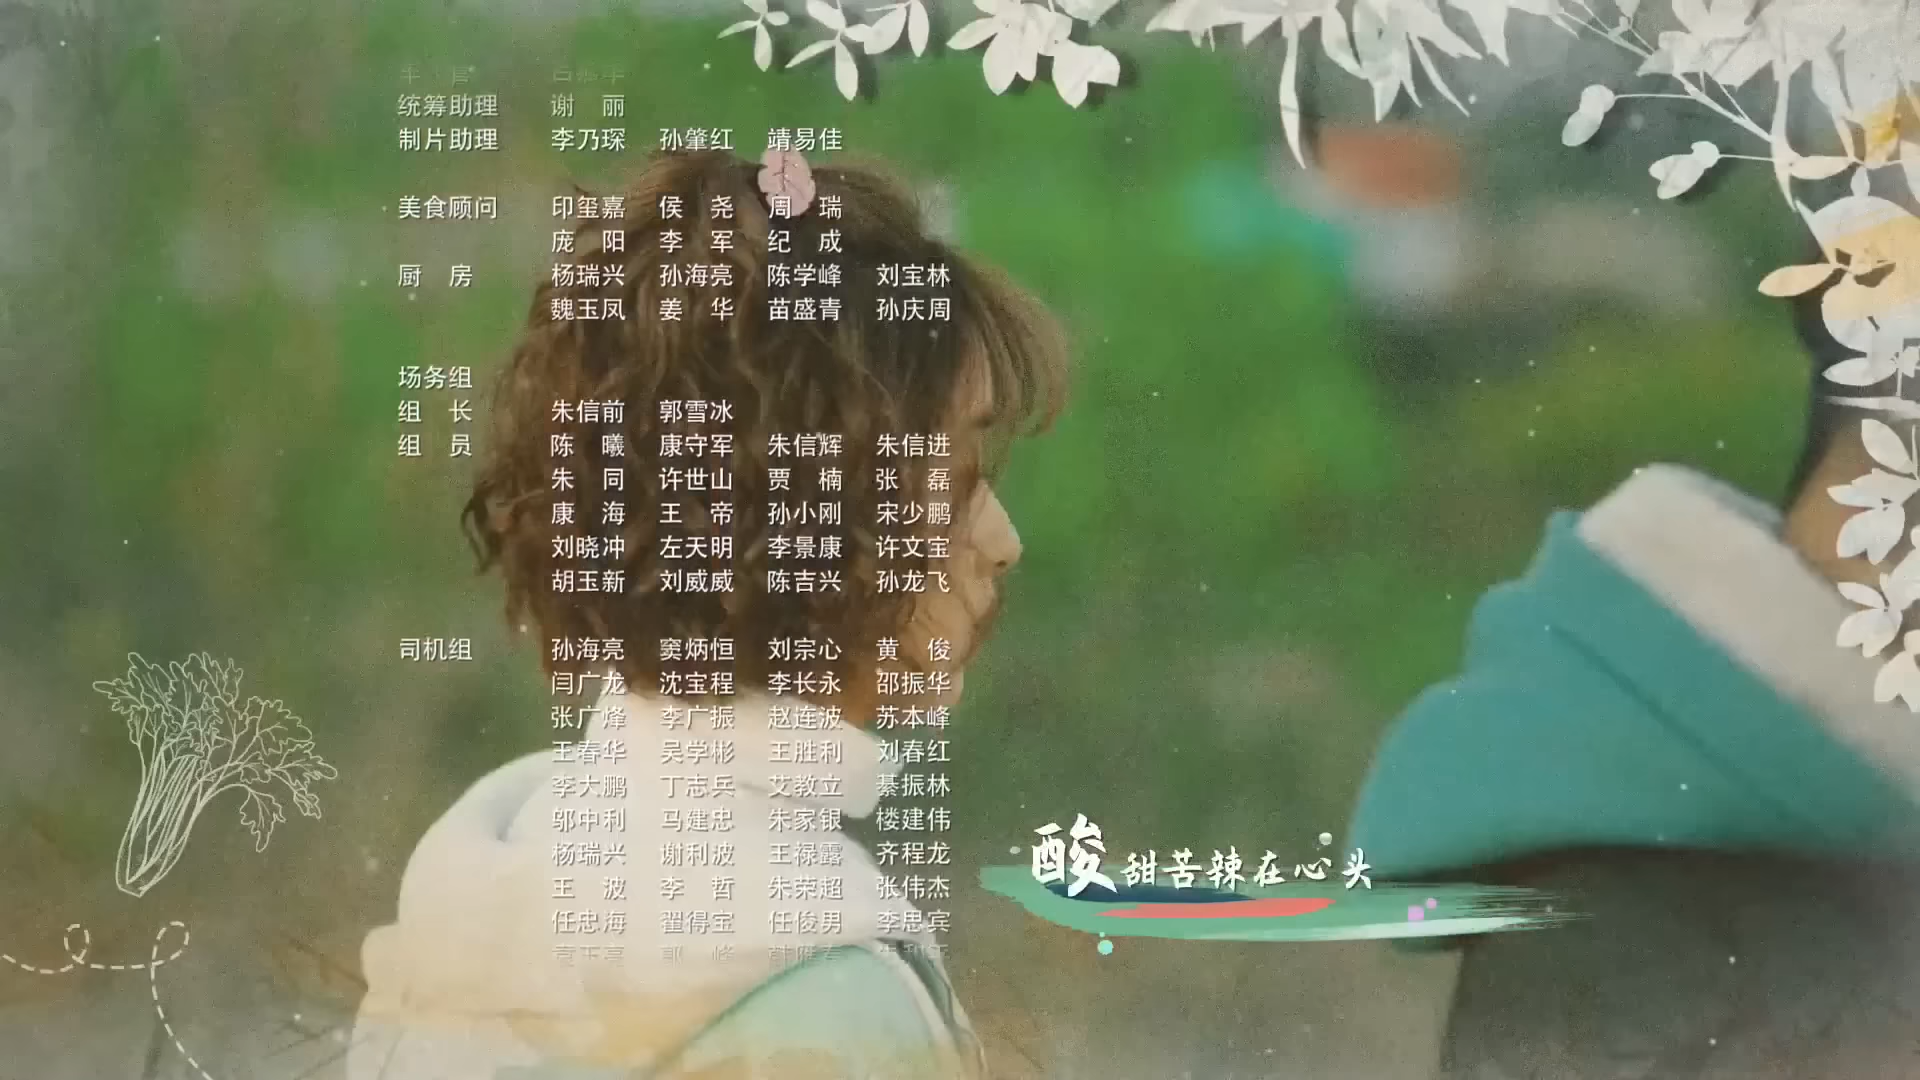 统筹助理 谢 丽
制片助理 李乃琛 孙肇红 靖易佳
美食顾问 印玺嘉 侯 尧 周 瑞
庞 阳 李 军 纪 成
厨 房 杨瑞兴 孙海亮 陈学峰 刘宝林
魏玉凤 姜 华 苗盛青 孙庆周
场务组
组 长 朱信前 郭雪冰
组 员 陈 曦 康守军 朱信辉 朱信进
朱 同 许世山 贾 楠 张 磊
康 海 王 帝 孙小刚 宋少鹏
刘晓冲 左天明 李景康 许文宝
胡玉新 刘威威 陈吉兴 孙龙飞
司机组 孙海亮 窦炳恒 刘宗心 黄 俊
闫广龙 沈宝程 李长永 邵振华
张广烽 李广振 赵连波 苏本峰
王春华 吴学彬 王胜利 刘春红
李大鹏 丁志兵 艾教立 綦振林
邬中利 马建忠 朱家银 楼建伟
杨瑞兴 谢利波 王禄露 齐程龙
王 波 李 哲 朱荣超 张伟杰
任忠海 翟得宝 任俊男 李思宾
郭 峰
酸甜苦辣在心头